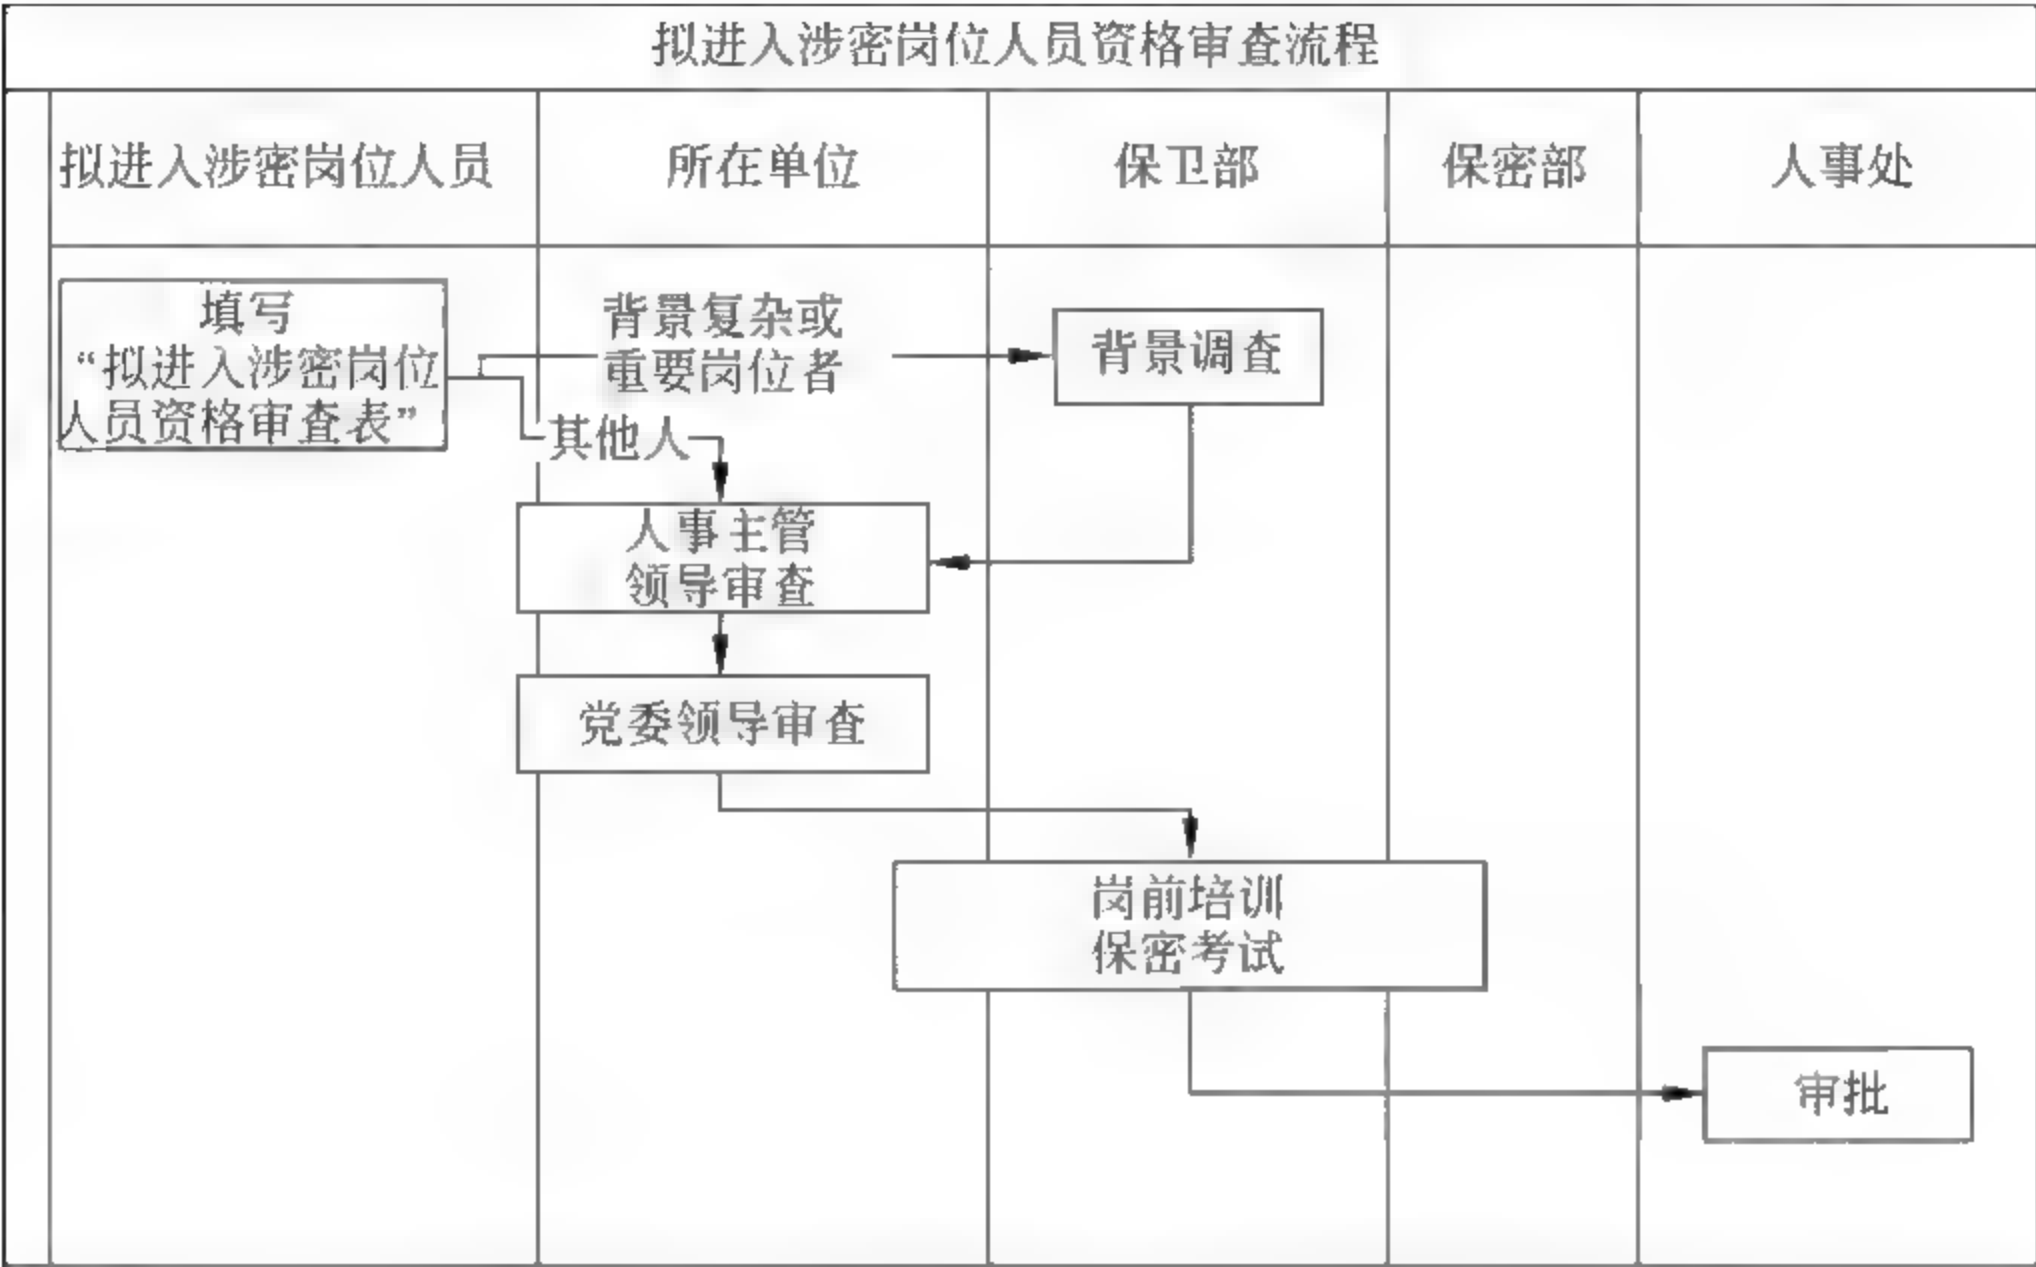 拟进入涉密岗位人员资格审查流程
拟进入涉密岗位人员
所在单位
保卫部
保密部
人事处
填写
“拟进入涉密岗位
人员资格审查表”
背景复杂或
重要岗位者
背景调查
其他人
人事主管
领导审查
党委领导审查
岗前培训
保密考试
审批